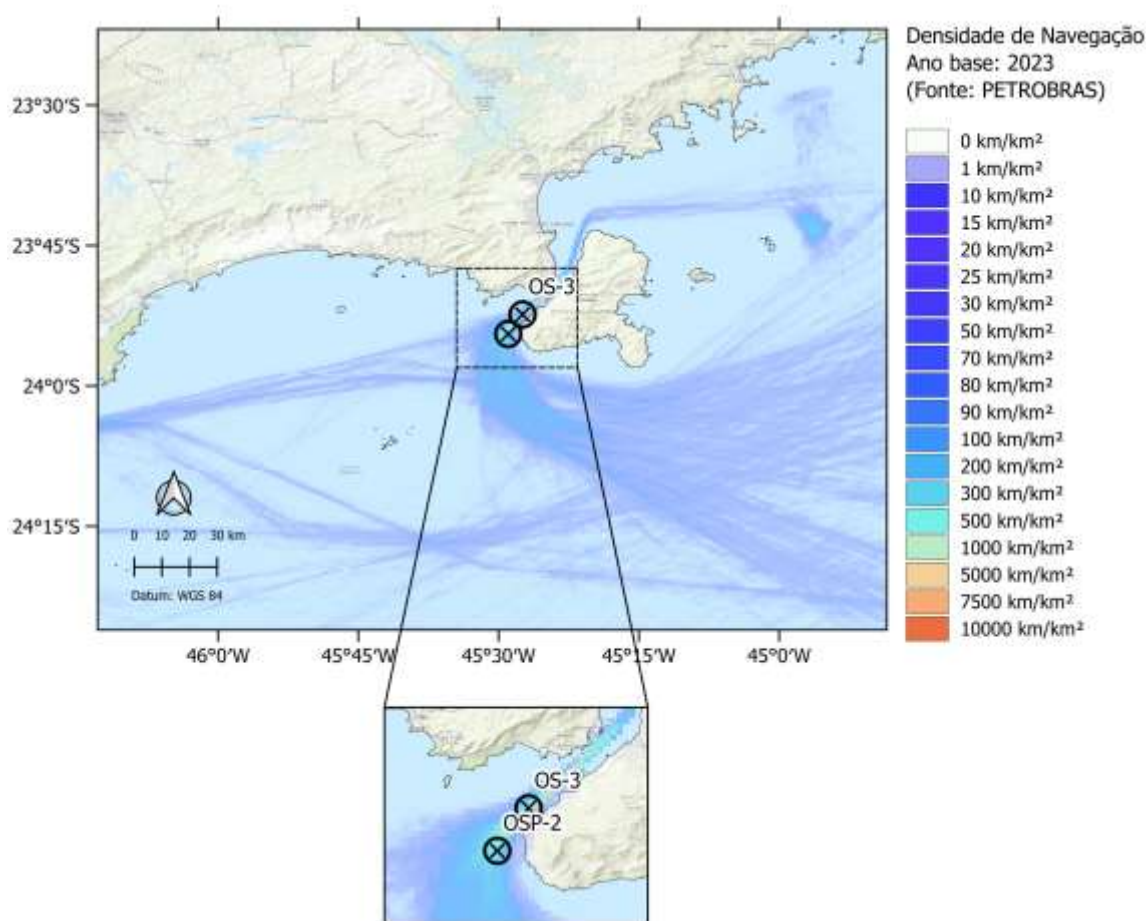 Densidade de Navegação
Ano base: 2023
(Fonte: PETROBRAS)
0 km/km²
1 km/km²
10 km/km²
15 km/km²
20 km/km²
25 km/km²
30 km/km²
50 km/km²
70 km/km²
80 km/km²
90 km/km²
100 km/km²
200 km/km²
300 km/km²
500 km/km²
1000 km/km²
5000 km/km²
7500 km/km²
10000 km/km²
23°30'S
23°45'S
24°0'S
24°15'S
OS-3
0 10 20 30 km
Datum: WGS 84
46°0'W 45°45'W 45°30'W 45°15'W 45°0'W
OS-3
OSP-2